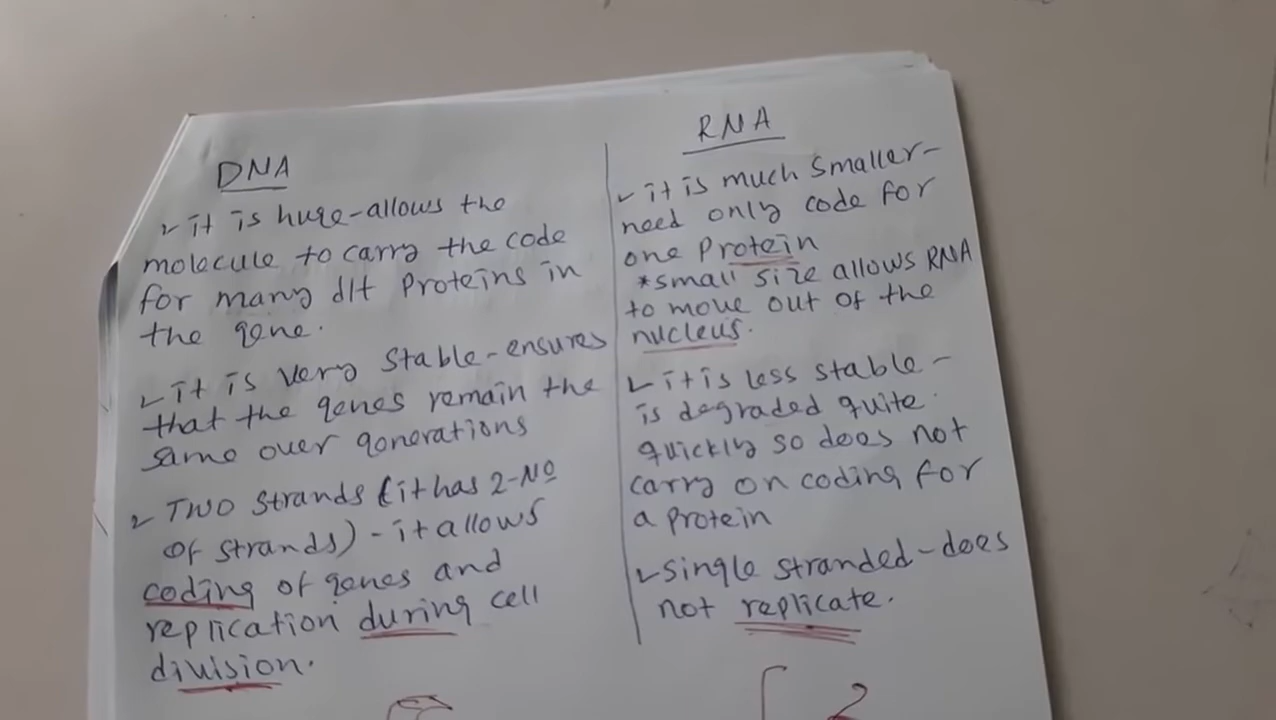 DNA
✓ it is huge-allows the
molecule to carry the code
for many d/t Proteins in
the gene.
✓ it is very stable-ensures
that the genes remain the
same over generations
✓ TWO strands (it has 2-No
of strands) - it allows
coding of genes and
replication during cell
division.
RNA
✓ it is much smaller-
need only code for
one protein
*small size allows RNA
to move out of the
nucleus.
✓ it is less stable -
is degraded quite
quickly so does not
carry on coding for
a protein
✓ single stranded-does
not replicate.